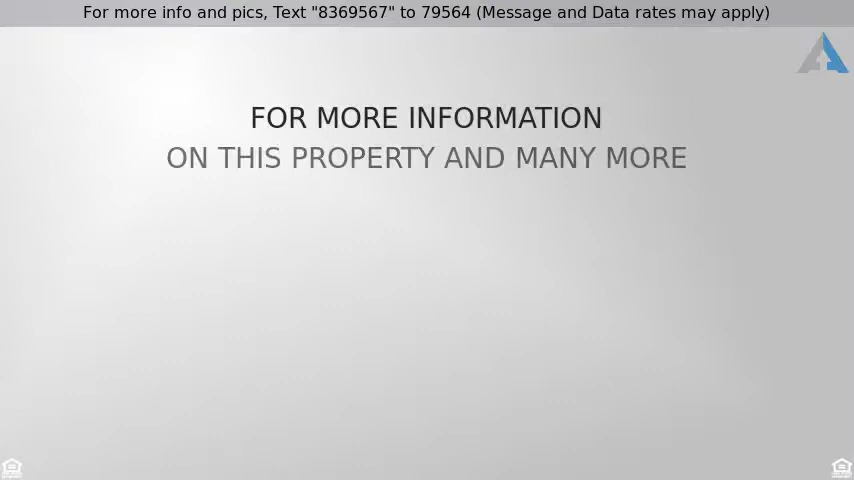 For more info and pics, Text "8369567" to 79564 (Message and Data rates may apply)
FOR MORE INFORMATION
ON THIS PROPERTY AND MANY MORE